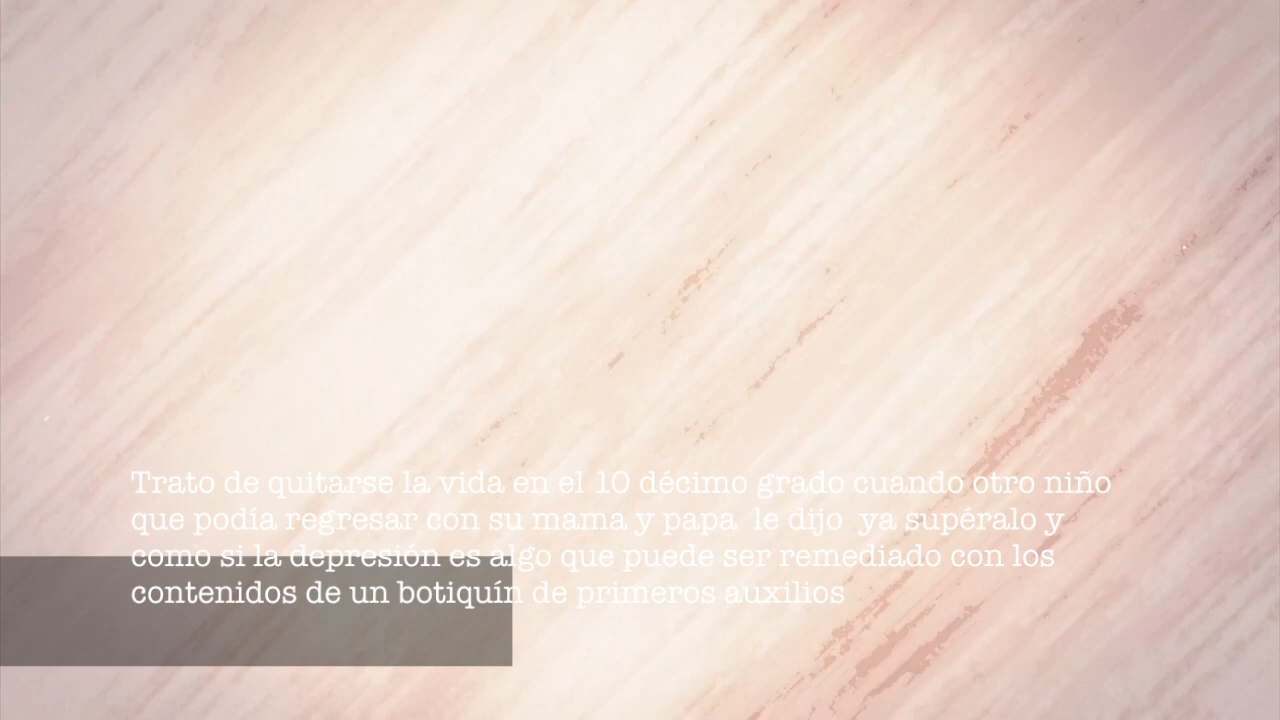 Trato de quitarse la vida en el 10 décimo grado cuando otro niño
que podía regresar con su mama y papa  le dijo  ya supéralo y
como si la depresión es algo que puede ser remediado con los
contenidos de un botiquín de primeros auxilios